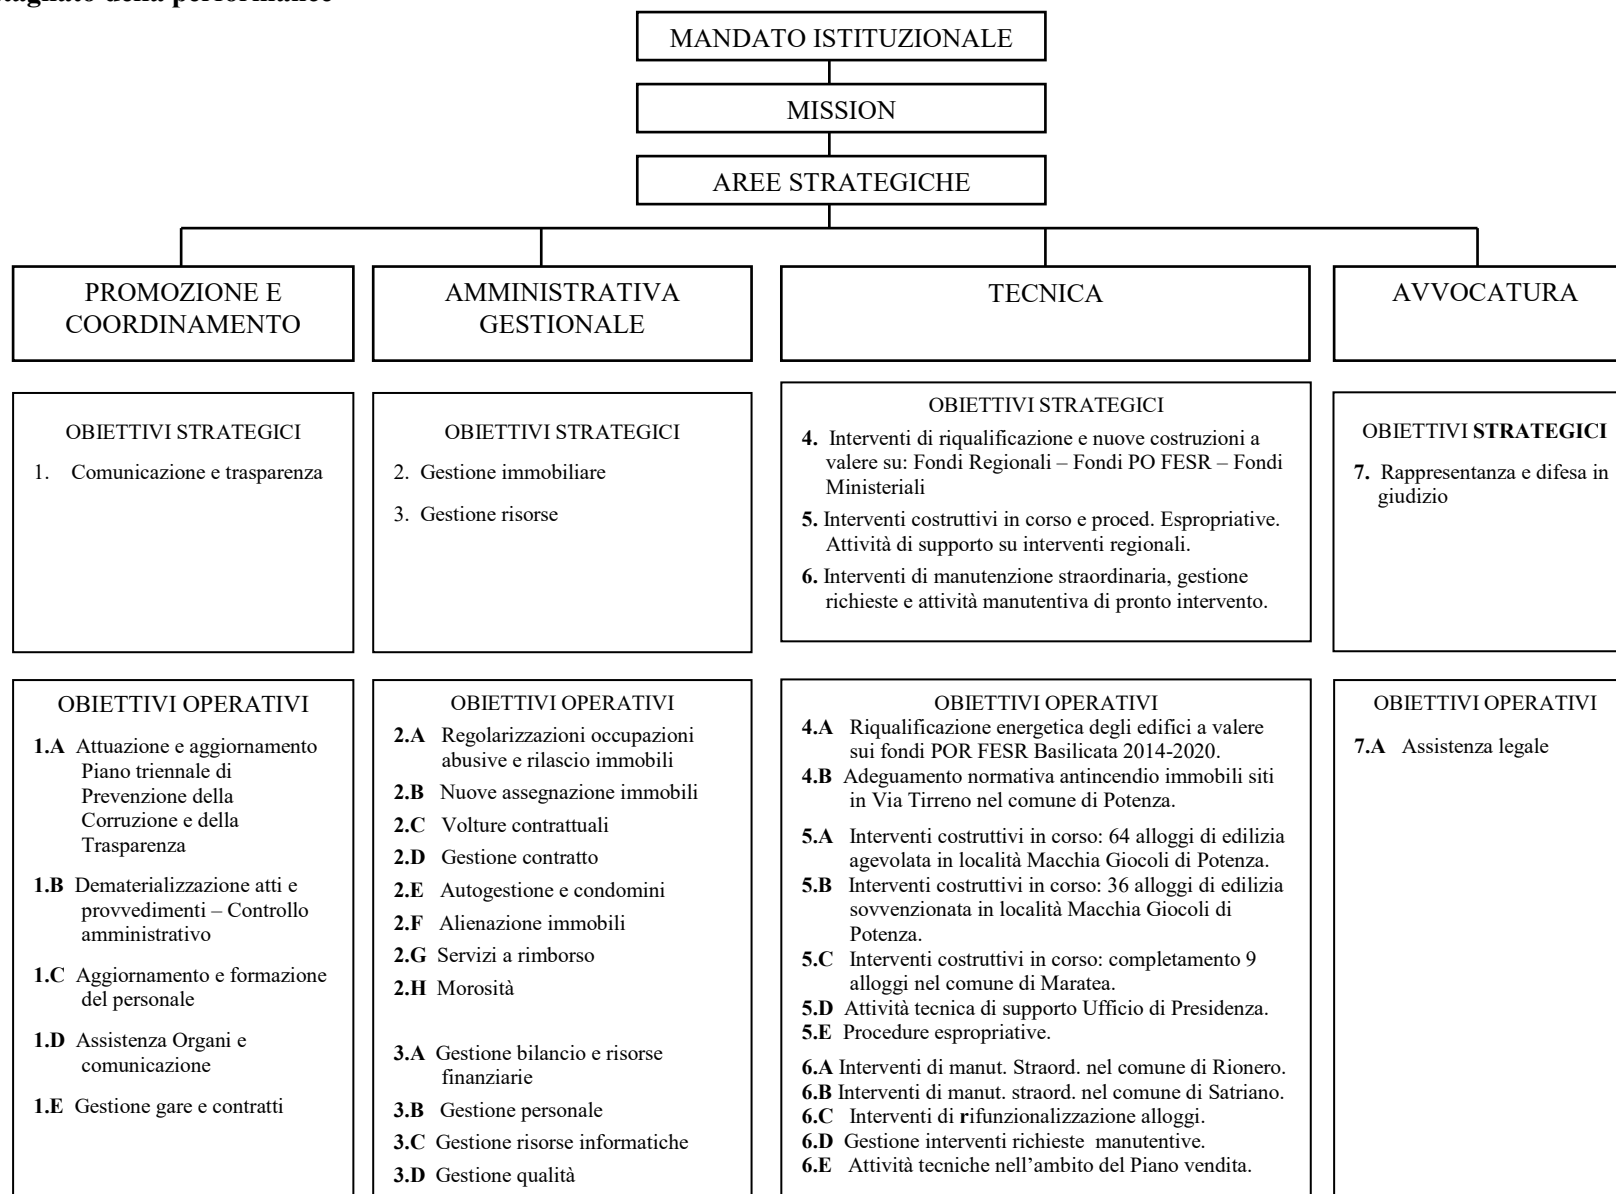 della performance
MANDATO ISTITUZIONALE
MISSION
AREE STRATEGICHE
PROMOZIONE E
COORDINAMENTO
AMMINISTRATIVA
GESTIONALE
TECNICA
AVVOCATURA
OBIETTIVI STRATEGICI
1. Comunicazione e trasparenza
OBIETTIVI STRATEGICI
2. Gestione immobiliare
3. Gestione risorse
OBIETTIVI STRATEGICI
4. Interventi di riqualificazione e nuove costruzioni a
valere su: Fondi Regionali – Fondi PO FESR – Fondi
Ministeriali
5. Interventi costruttivi in corso e proced. Espropriative.
Attività di supporto su interventi regionali.
6. Interventi di manutenzione straordinaria, gestione
richieste e attività manutentiva di pronto intervento.
OBIETTIVI STRATEGICI
7. Rappresentanza e difesa in
giudizio
OBIETTIVI OPERATIVI
1.A Attuazione e aggiornamento
Piano triennale di
Prevenzione della
Corruzione e della
Trasparenza
1.B Dematerializzazione atti e
provvedimenti – Controllo
amministrativo
1.C Aggiornamento e formazione
del personale
1.D Assistenza Organi e
comunicazione
1.E Gestione gare e contratti
OBIETTIVI OPERATIVI
2.A Regolarizzazioni occupazioni
abusive e rilascio immobili
2.B Nuove assegnazione immobili
2.C Volture contrattuali
2.D Gestione contratto
2.E Autogestione e condomini
2.F Alienazione immobili
2.G Servizi a rimborso
2.H Morosità
3.A Gestione bilancio e risorse
finanziarie
3.B Gestione personale
3.C Gestione risorse informatiche
3.D Gestione qualità
OBIETTIVI OPERATIVI
4.A Riqualificazione energetica degli edifici a valere
sui fondi POR FESR Basilicata 2014-2020.
4.B Adeguamento normativa antincendio immobili siti
in Via Tirreno nel comune di Potenza.
5.A Interventi costruttivi in corso: 64 alloggi di edilizia
agevolata in località Macchia Giocoli di Potenza.
5.B Interventi costruttivi in corso: 36 alloggi di edilizia
sovvenzionata in località Macchia Giocoli di
Potenza.
5.C Interventi costruttivi in corso: completamento 9
alloggi nel comune di Maratea.
5.D Attività tecnica di supporto Ufficio di Presidenza.
5.E Procedure espropriative.
6.A Interventi di manut. Straord. nel comune di Rionero.
6.B Interventi di manut. straord. nel comune di Satriano.
6.C Interventi di rifunzionalizzazione alloggi.
6.D Gestione interventi richieste manutentive.
6.E Attività tecniche nell’ambito del Piano vendita.
OBIETTIVI OPERATIVI
7.A Assistenza legale